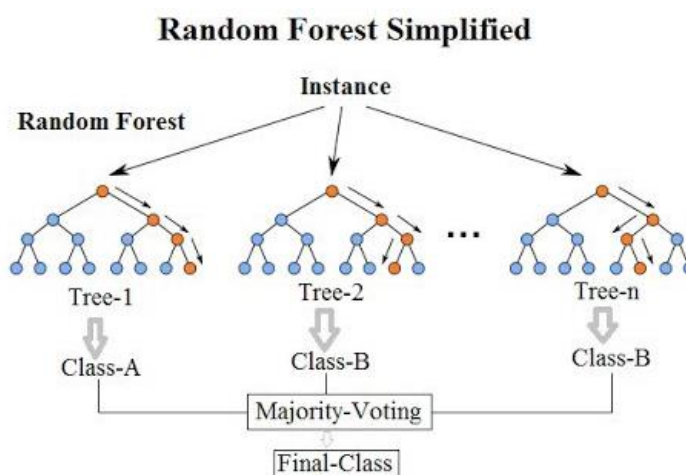 Random Forest Simplified
Instance
Random Forest
...
Tree-1
Tree-2
Tree-n
Class-A
Class-B
Class-B
Majority-Voting
Final-Class